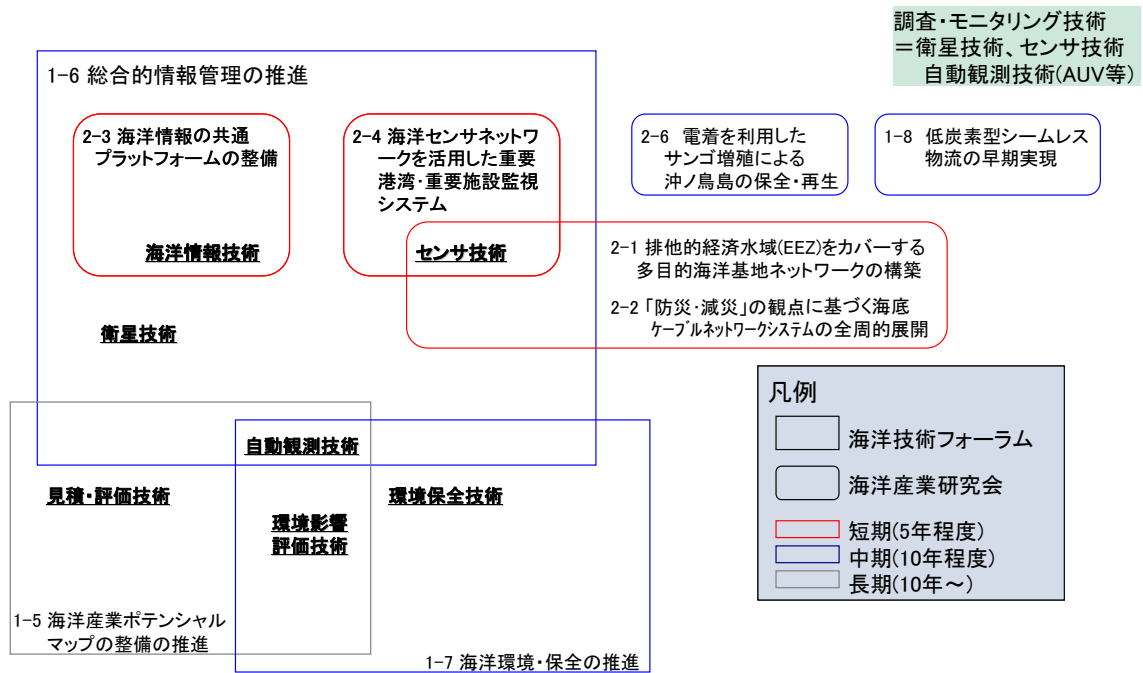 調査・モニタリング技術
＝衛星技術、センサ技術
自動観測技術(AUV等)
1-6 総合的情報管理の推進
2-3 海洋情報の共通
プラットフォームの整備
海洋情報技術
2-4 海洋センサネットワ
ークを活用した重要
港湾・重要施設監視
システム
センサ技術
2-6 電着を利用した
サンゴ増殖による
沖ノ鳥島の保全・再生
1-8 低炭素型シームレス
物流の早期実現
2-1 排他的経済水域(EEZ)をカバーする
多目的海洋基地ネットワークの構築
2-2 「防災・減災」の観点に基づく海底
ｹｰﾌﾞﾙﾈｯﾄﾜｰｸｼｽﾃﾑの全周的展開
衛星技術
自動観測技術
見積・評価技術
環境保全技術
環境影響
評価技術
1-5 海洋産業ポテンシャル
マップの整備の推進
1-7 海洋環境・保全の推進
凡例
海洋技術フォーラム
海洋産業研究会
短期(5年程度)
中期(10年程度)
長期(10年～)